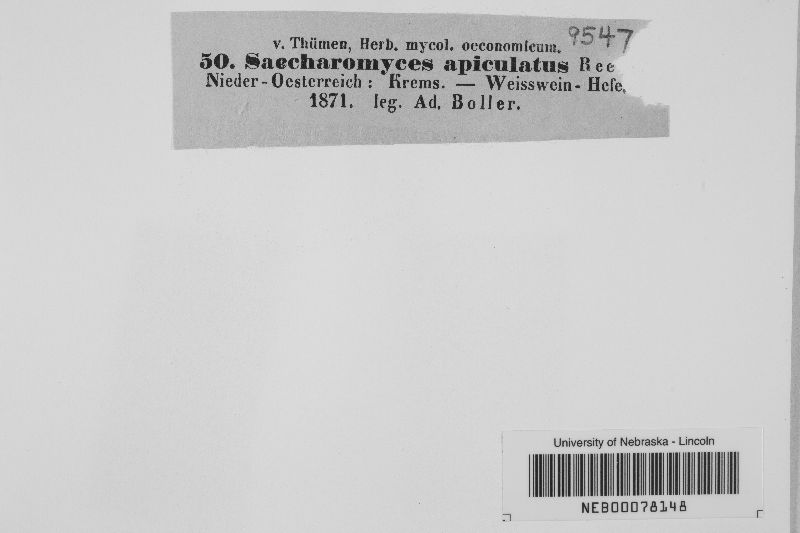 v. Thümen, Herb. mycol. oeconomicum. 9547
50. Saccharomyces apiculatus Ree
Nieder-Oesterreich: Krems. — Weisswein-Hefe,
1871. leg. Ad. Boller.
University of Nebraska - Lincoln
NEB00078148